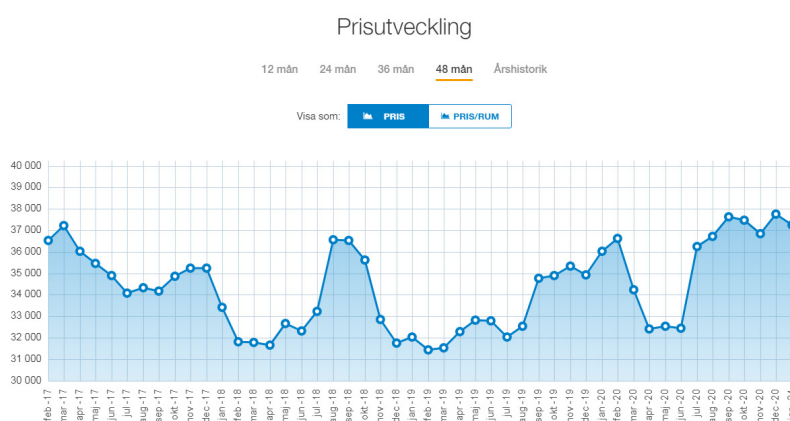 Prisutveckling
12 mån 24 mån 36 mån 48 mån Årshistorik
Visa som: PRIS PRIS/RUM
40 000
39 000
38 000
37 000
36 000
35 000
34 000
33 000
32 000
31 000
30 000
feb -17
mar -17
apr -17
maj -17
jun -17
jul -17
aug -17
sep -17
okt -17
nov -17
dec -17
jan -18
feb -18
mar -18
apr -18
maj -18
jun -18
jul -18
aug -18
sep -18
okt -18
nov -18
dec -18
jan -19
feb -19
mar -19
apr -19
maj -19
jun -19
jul -19
aug -19
sep -19
okt -19
nov -19
dec -19
jan -20
feb -20
mar -20
apr -20
maj -20
jun -20
jul -20
aug -20
sep -20
okt -20
nov -20
dec -20